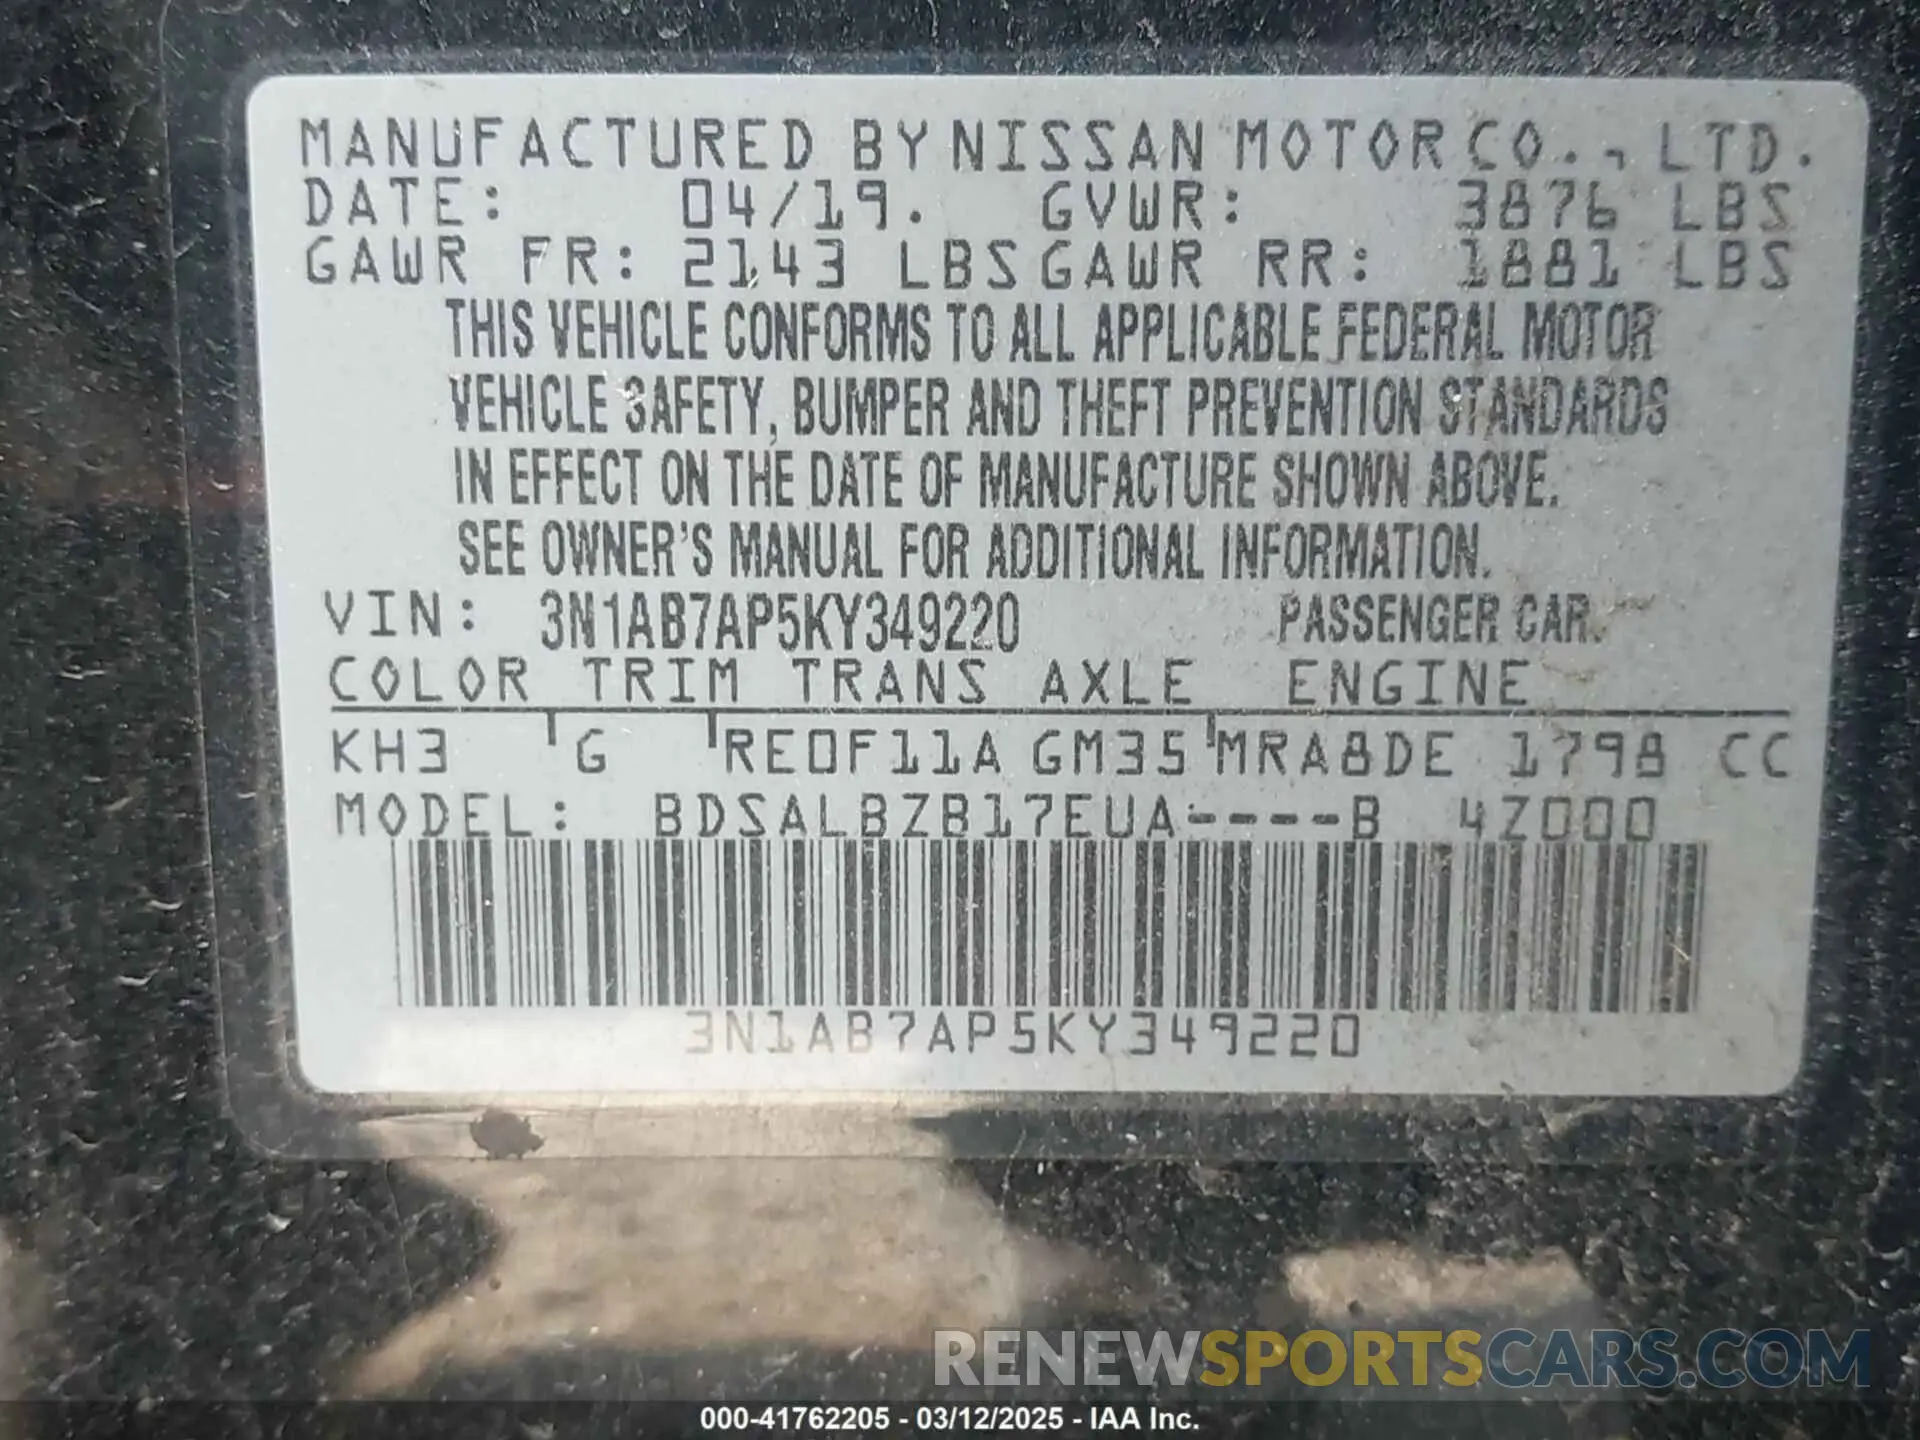 MANUFACTURED BY NISSAN MOTOR CO., LTD.
DATE: 04/19. GVWR: 3876 LBS
GAWR FR: 2143 LBS GAWR RR: 1881 LBS
THIS VEHICLE CONFORMS TO ALL APPLICABLE FEDERAL MOTOR
VEHICLE SAFETY, BUMPER AND THEFT PREVENTION STANDARDS
IN EFFECT ON THE DATE OF MANUFACTURE SHOWN ABOVE.
SEE OWNER'S MANUAL FOR ADDITIONAL INFORMATION.
VIN: 3N1AB7AP5KY349220 PASSENGER CAR.
COLOR TRIM TRANS AXLE ENGINE
KH3 G RE0F11A GM35 MRA8DE 1798 CC
MODEL: BDSALBZB17EUA----B 4Z000
3N1AB7AP5KY349220
RENEWSPORTSCARS.COM
000-41762205 - 03/12/2025 - IAA Inc.